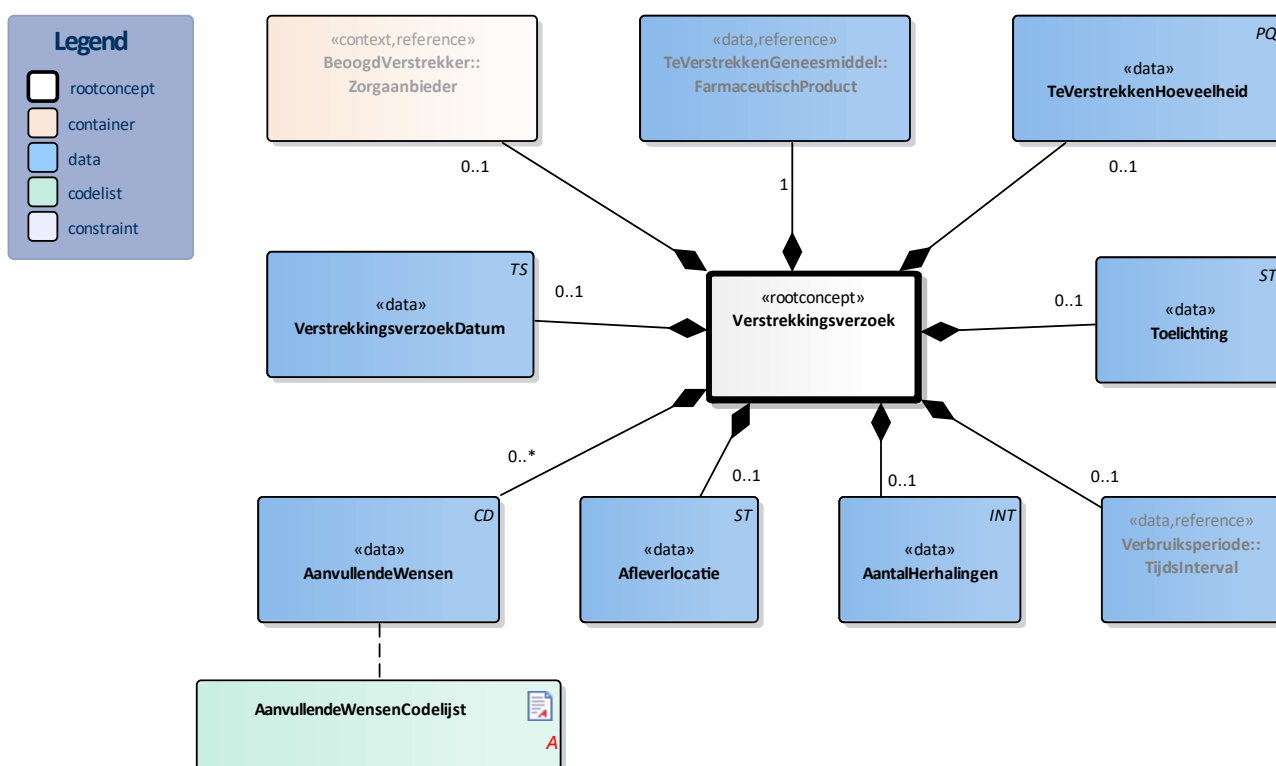 Legend
rootconcept
container
data
codelist
constraint
«context,reference»
BeoogdVerstrekker::
Zorgaanbieder
0..1
«data,reference»
TeVerstrekkenGeneesmiddel::
FarmaceutischProduct
1
PQ
«data»
TeVerstrekkenHoeveelheid
0..1
TS
«data»
VerstrekkingsverzoekDatum
0..1
«rootconcept»
Verstrekkingsverzoek
ST
«data»
Toelichting
0..1
0..*
CD
«data»
AanvullendeWensen
0..1
ST
«data»
Afleverlocatie
0..1
INT
«data»
AantalHerhalingen
0..1
«data,reference»
Verbruiksperiode::
TijdsInterval
AanvullendeWensenCodelijst
A
A